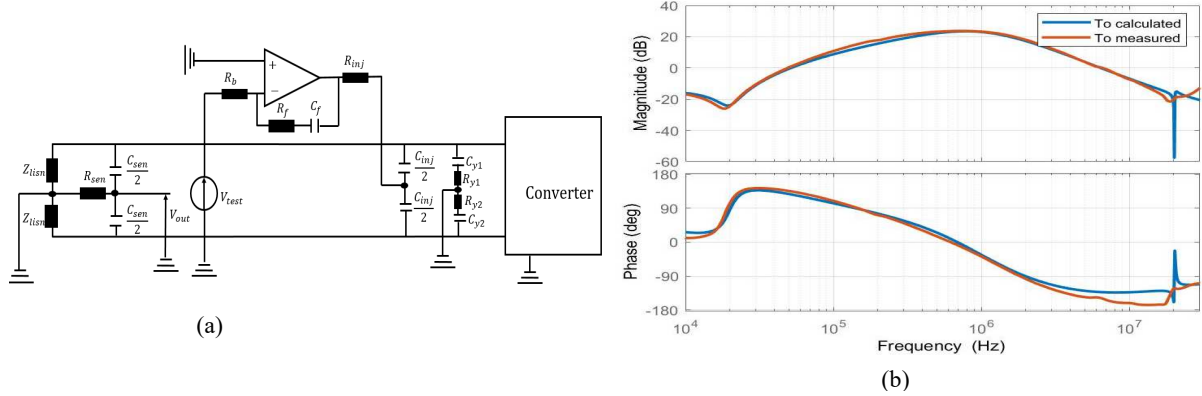 +
−
R_b
R_inj
R_f
C_f
Z_lisn
R_sen
C_sen
2
Z_lisn
C_sen
2
V_out
V_test
C_inj
2
C_inj
2
C_y1
R_y1
R_y2
C_y2
Converter
(a)
40
20
0
-20
-40
-60
Magnitude (dB)
To calculated
To measured
180
90
0
-90
-180
Phase (deg)
10^4
10^5
10^6
10^7
Frequency (Hz)
(b)